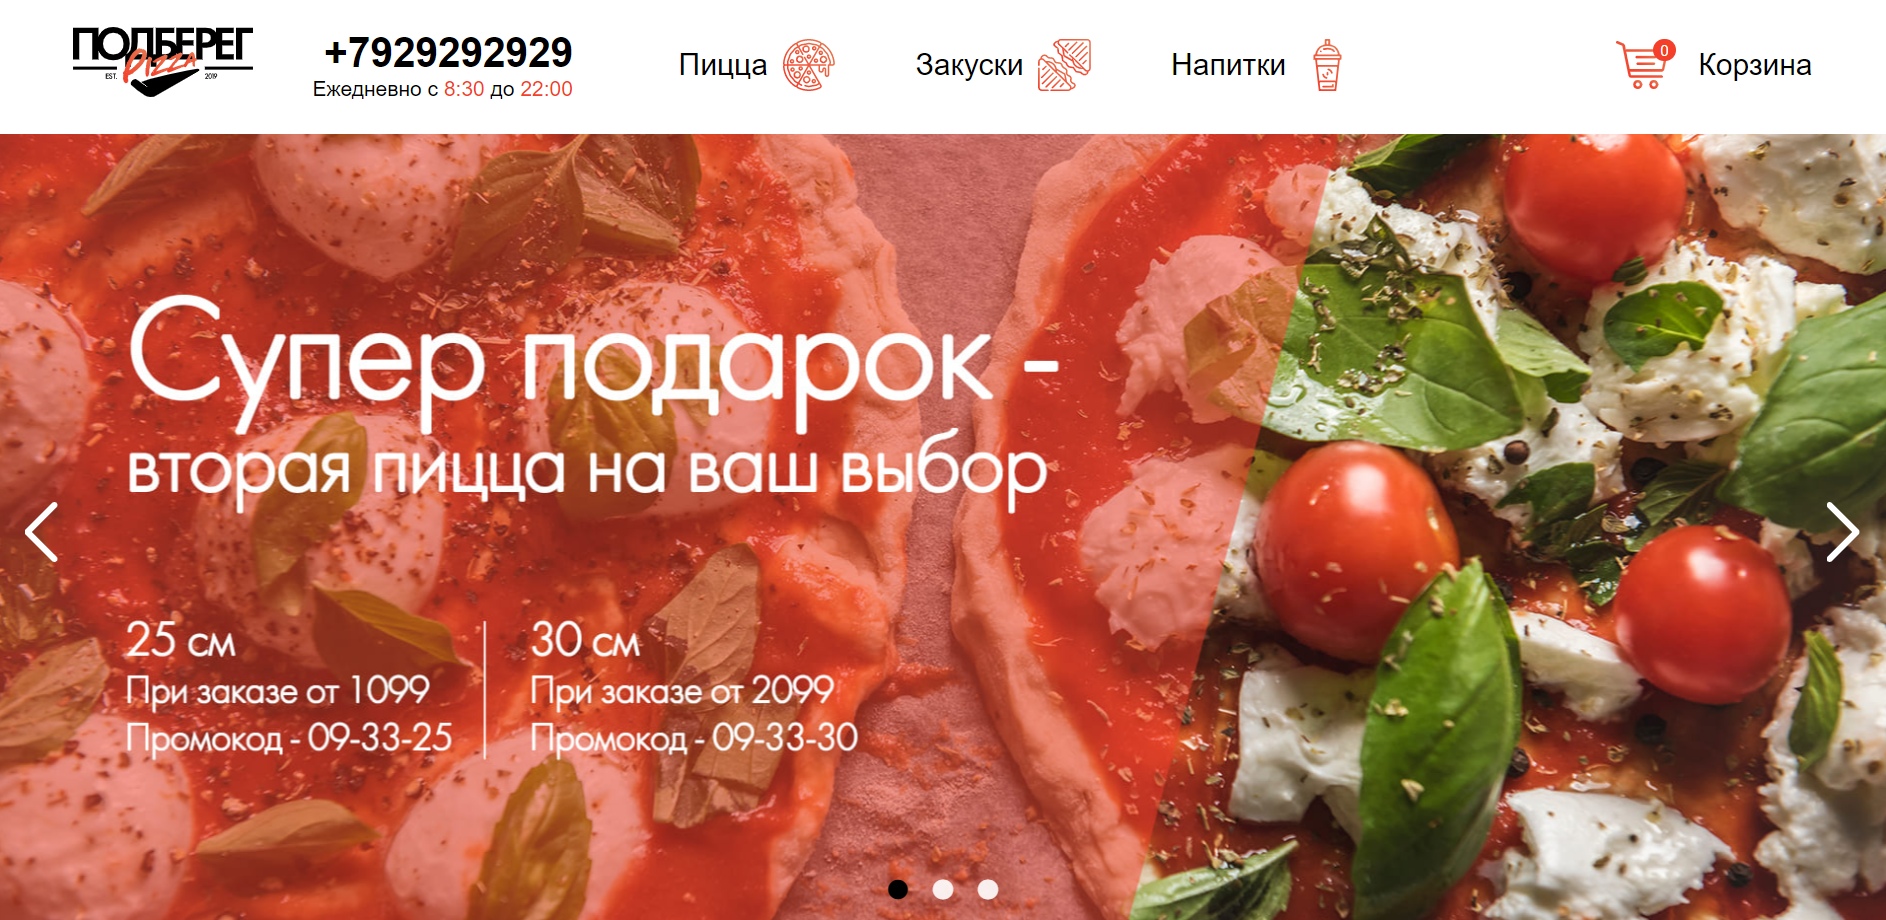 ПОДБЕРЕГ
Pizza
EST. 2019
+7929292929
Ежедневно с 8:30 до 22:00
Пицца
Закуски
Напитки
0
Корзина
Супер подарок -
вторая пицца на ваш выбор
25 см
При заказе от 1099
Промокод - 09-33-25
30 см
При заказе от 2099
Промокод - 09-33-30